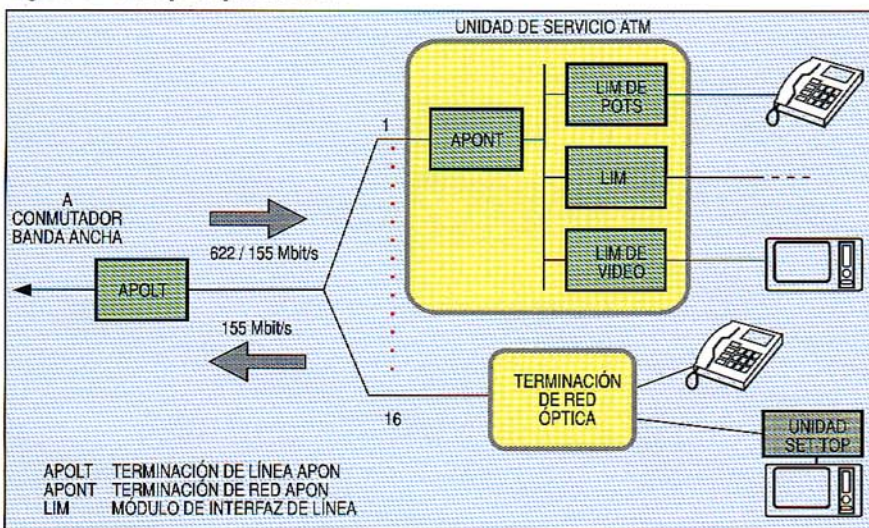 UNIDAD DE SERVICIO ATM
LIM DE
POTS
1
APONT
LIM
A
CONMUTADOR
BANDA ANCHA
622 / 155 Mbit/s
LIM DE
VIDEO
APOLT
155 Mbit/s
TERMINACIÓN
DE RED
ÓPTICA
16
UNIDAD
SET-TOP
APOLT TERMINACIÓN DE LÍNEA APON
APONT TERMINACIÓN DE RED APON
LIM MÓDULO DE INTERFAZ DE LÍNEA